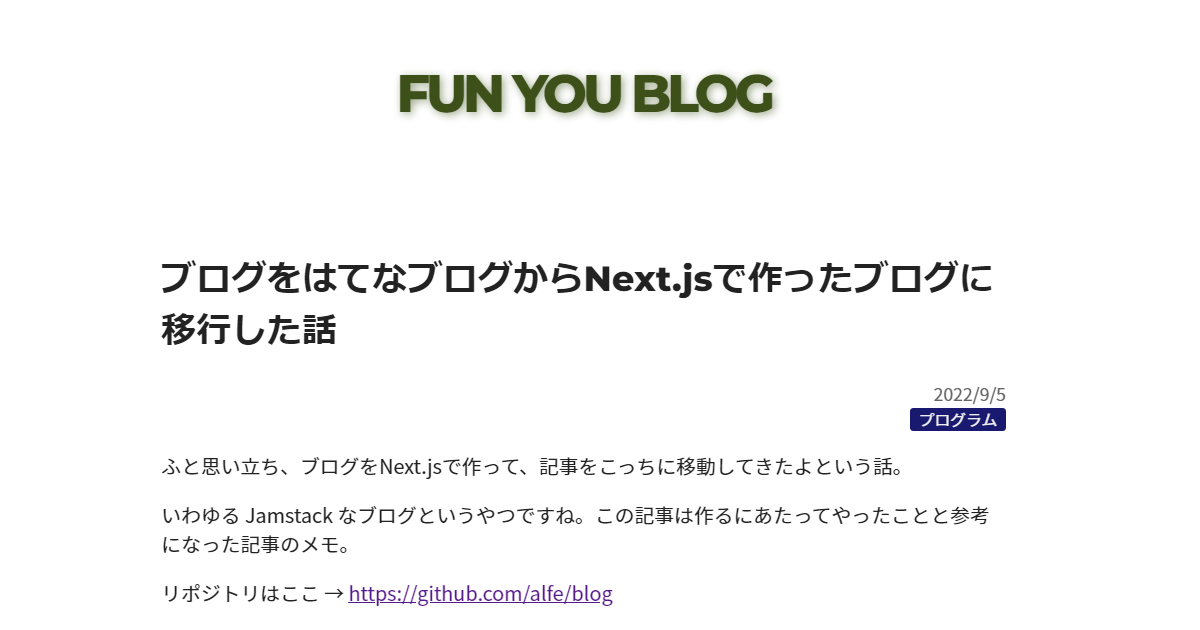 FUN YOU BLOG
ブログをはてなブログからNext.jsで作ったブログに
移行した話
2022/9/5
プログラム
ふと思い立ち、ブログをNext.jsで作って、記事をこっちに移動してきたよという話。
いわゆる Jamstack なブログというやつですね。この記事は作るにあたってやったことと参考
になった記事のメモ。
リポジトリはここ → https://github.com/alfe/blog